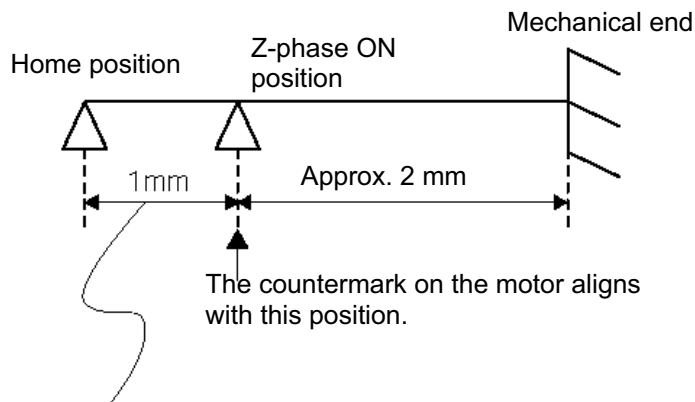 Mechanical end
Z-phase ON
position
Home position
1mm
Approx. 2 mm
The countermark on the motor aligns
with this position.